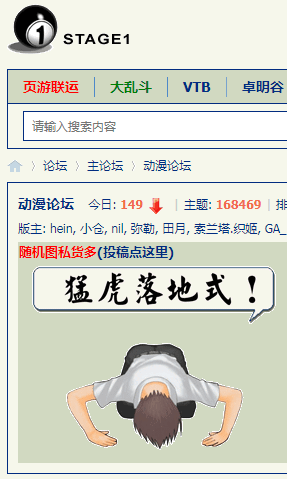 1 STAGE1
页游联运 大乱斗 VTB 卓明谷
请输入搜索内容
论坛 〉 主论坛 〉 动漫论坛
动漫论坛 今日: 149 | 主题: 168469 | 排
版主: hein, 小仓, nil, 弥勒, 田月, 索兰塔.织姬, GA_
随机图私货多(投稿点这里)
猛虎落地式！